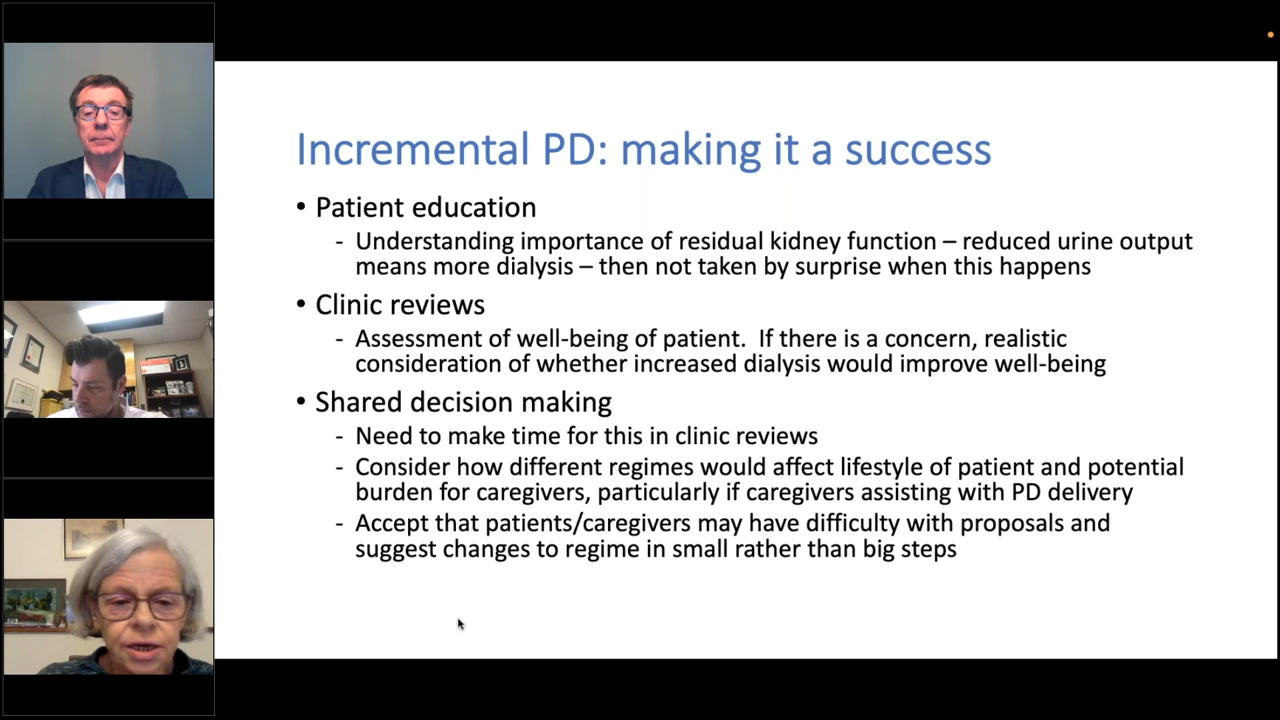 Incremental PD: making it a success
• Patient education
- Understanding importance of residual kidney function – reduced urine output
means more dialysis – then not taken by surprise when this happens
• Clinic reviews
- Assessment of well-being of patient.  If there is a concern, realistic
consideration of whether increased dialysis would improve well-being
• Shared decision making
- Need to make time for this in clinic reviews
- Consider how different regimes would affect lifestyle of patient and potential
burden for caregivers, particularly if caregivers assisting with PD delivery
- Accept that patients/caregivers may have difficulty with proposals and
suggest changes to regime in small rather than big steps